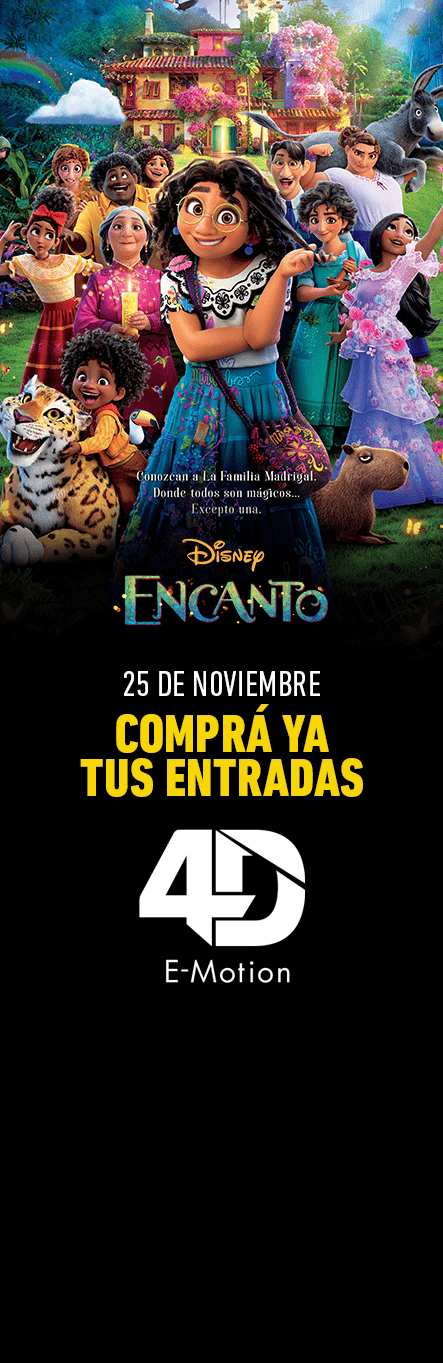 Conozcan a La Familia Madrigal.
Donde todos son mágicos...
Excepto una.
Disney
ENCANTO
25 DE NOVIEMBRE
COMPRÁ YA
TUS ENTRADAS
4D
E-Motion